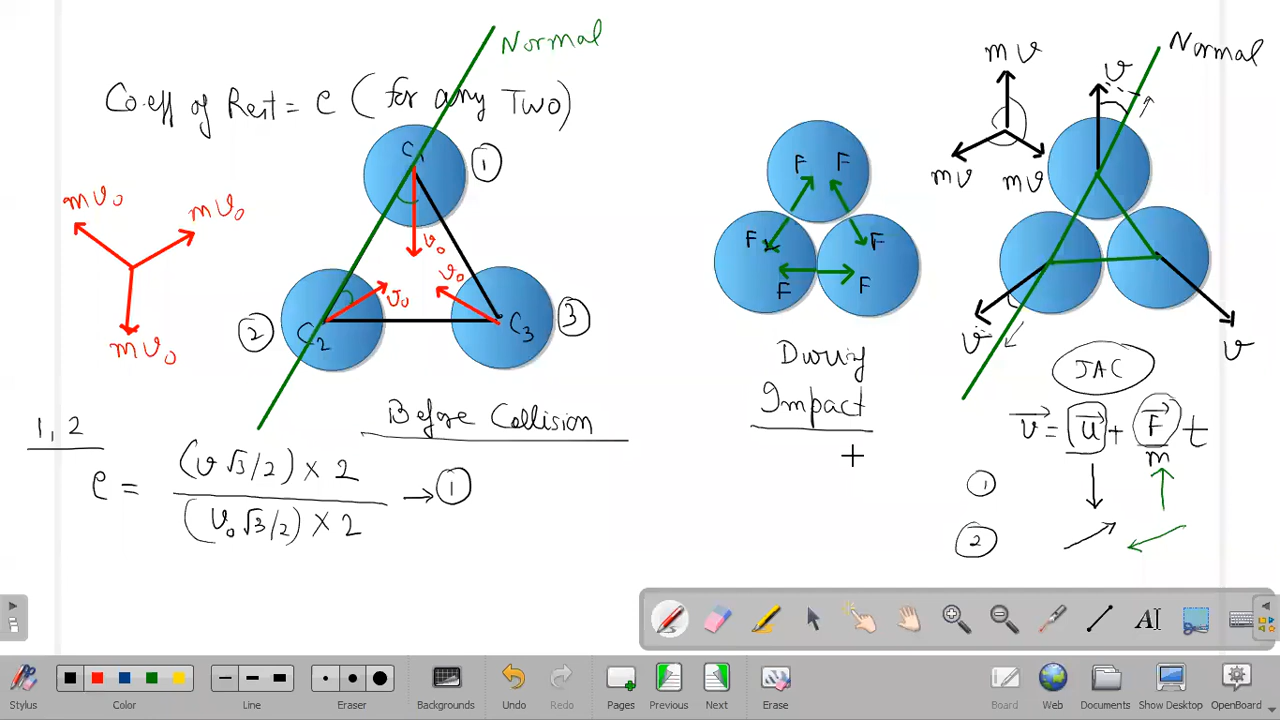 Normal
Co.eff of Rest = e (for any Two)
C1
1
mv₀
mv₀
mv₀
v₀
v₀
v₀
2
C2
C3
3
Before Collision
1, 2
e = (v √3/2) × 2
(v₀ √3/2) × 2
→ 1
F F
F F
F F
During
Impact
+
mv
mv mv
v
Normal
v
v
JAC
v = u + F t
m
1
2
Stylus
Color
Line
Eraser
Backgrounds
Undo
Redo
Pages
Previous
Next
Erase
Board
Web
Documents
Show Desktop
OpenBoard